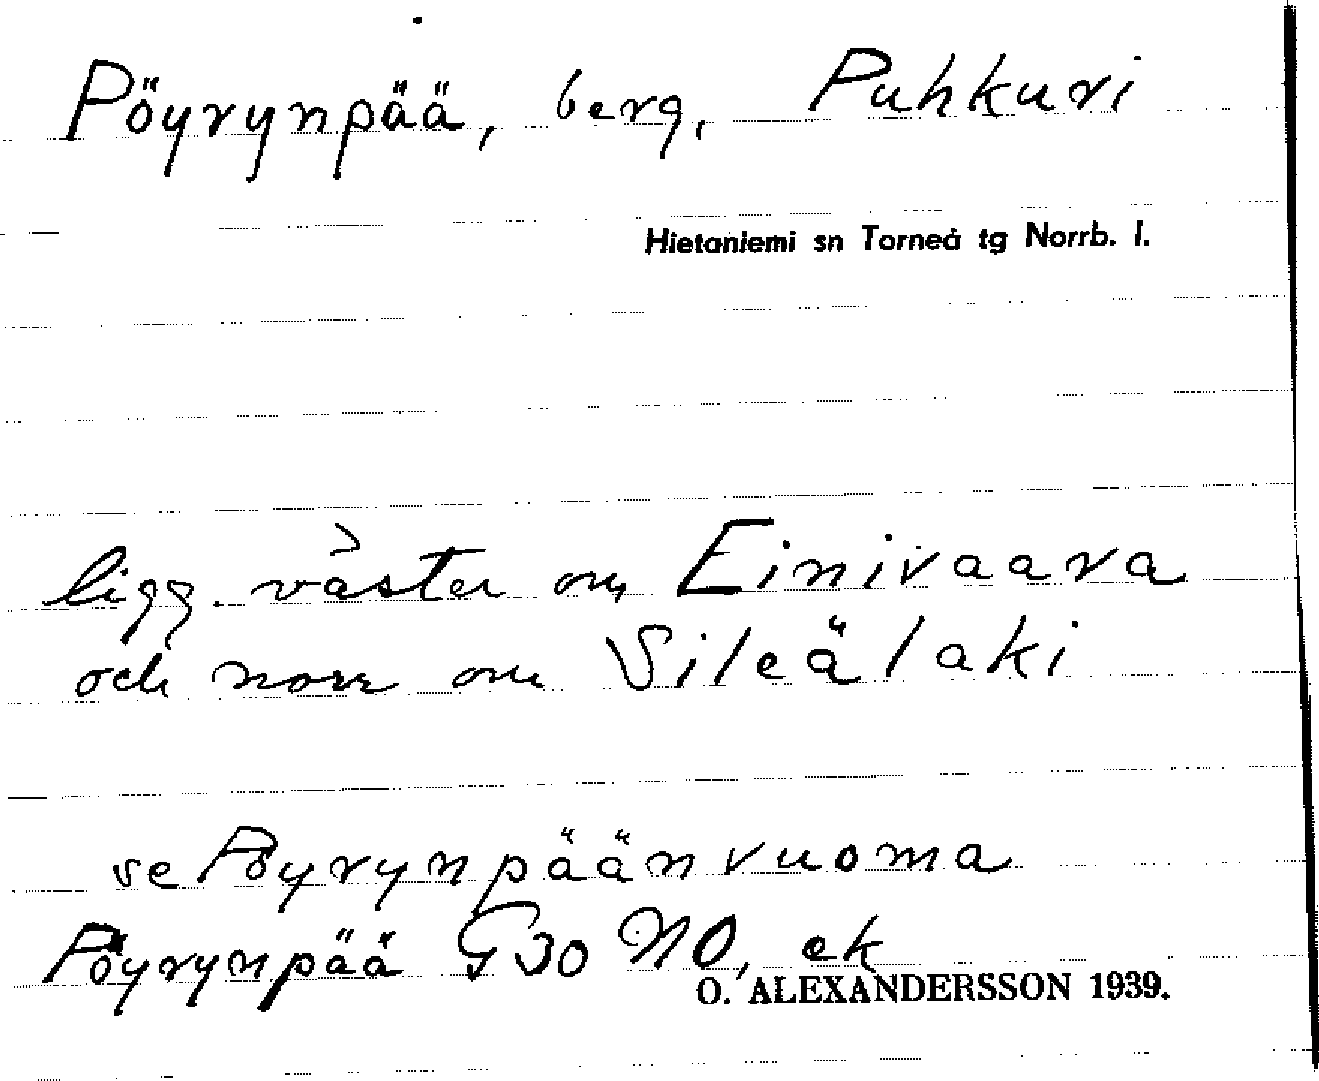 Pöyrynpää, berg, Puhkuri
Hietaniemi sn Torneå tg Norrb. l.
ligg. väster om Einivaara
och norr om Sileälaki
se Pöyrynpäänvuoma
Pöyrynpää G30 NO, ek
O. ALEXANDERSSON 1939.